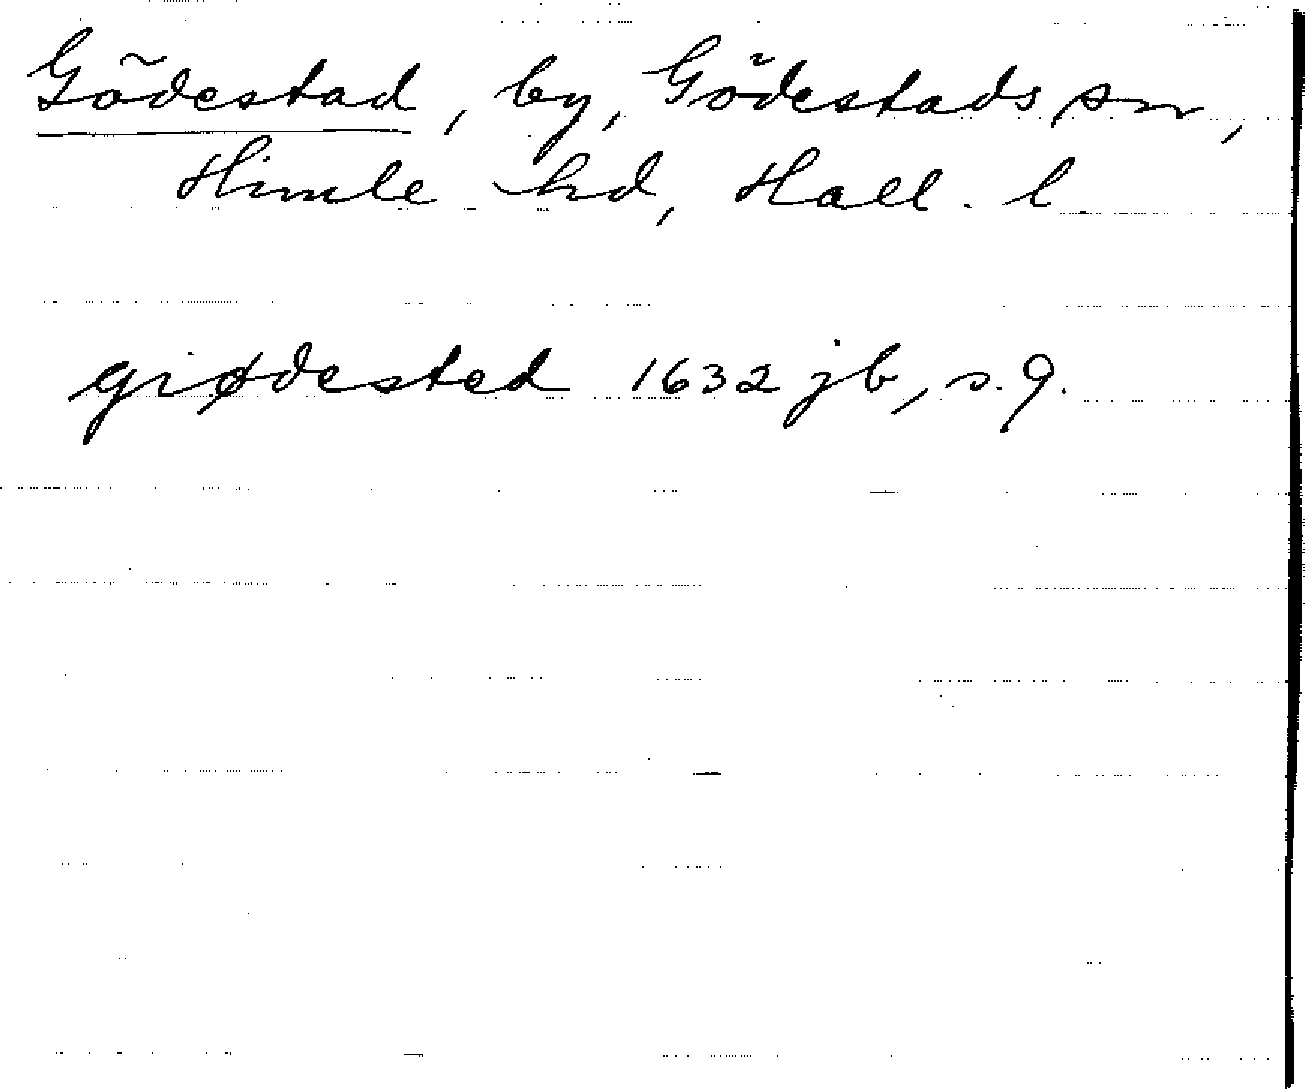 Gödestad, by, Gödestads sn,
Himle hd, Hall. l
giødested 1632 jb, s. 9.